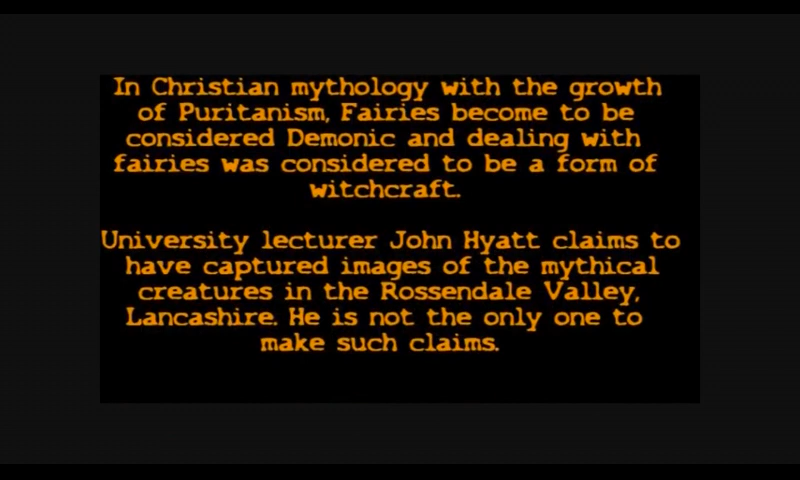 In Christian mythology with the growth
of Puritanism, Fairies become to be
considered Demonic and dealing with
fairies was considered to be a form of
witchcraft.
University lecturer John Hyatt claims to
have captured images of the mythical
creatures in the Rossendale Valley,
Lancashire. He is not the only one to
make such claims.